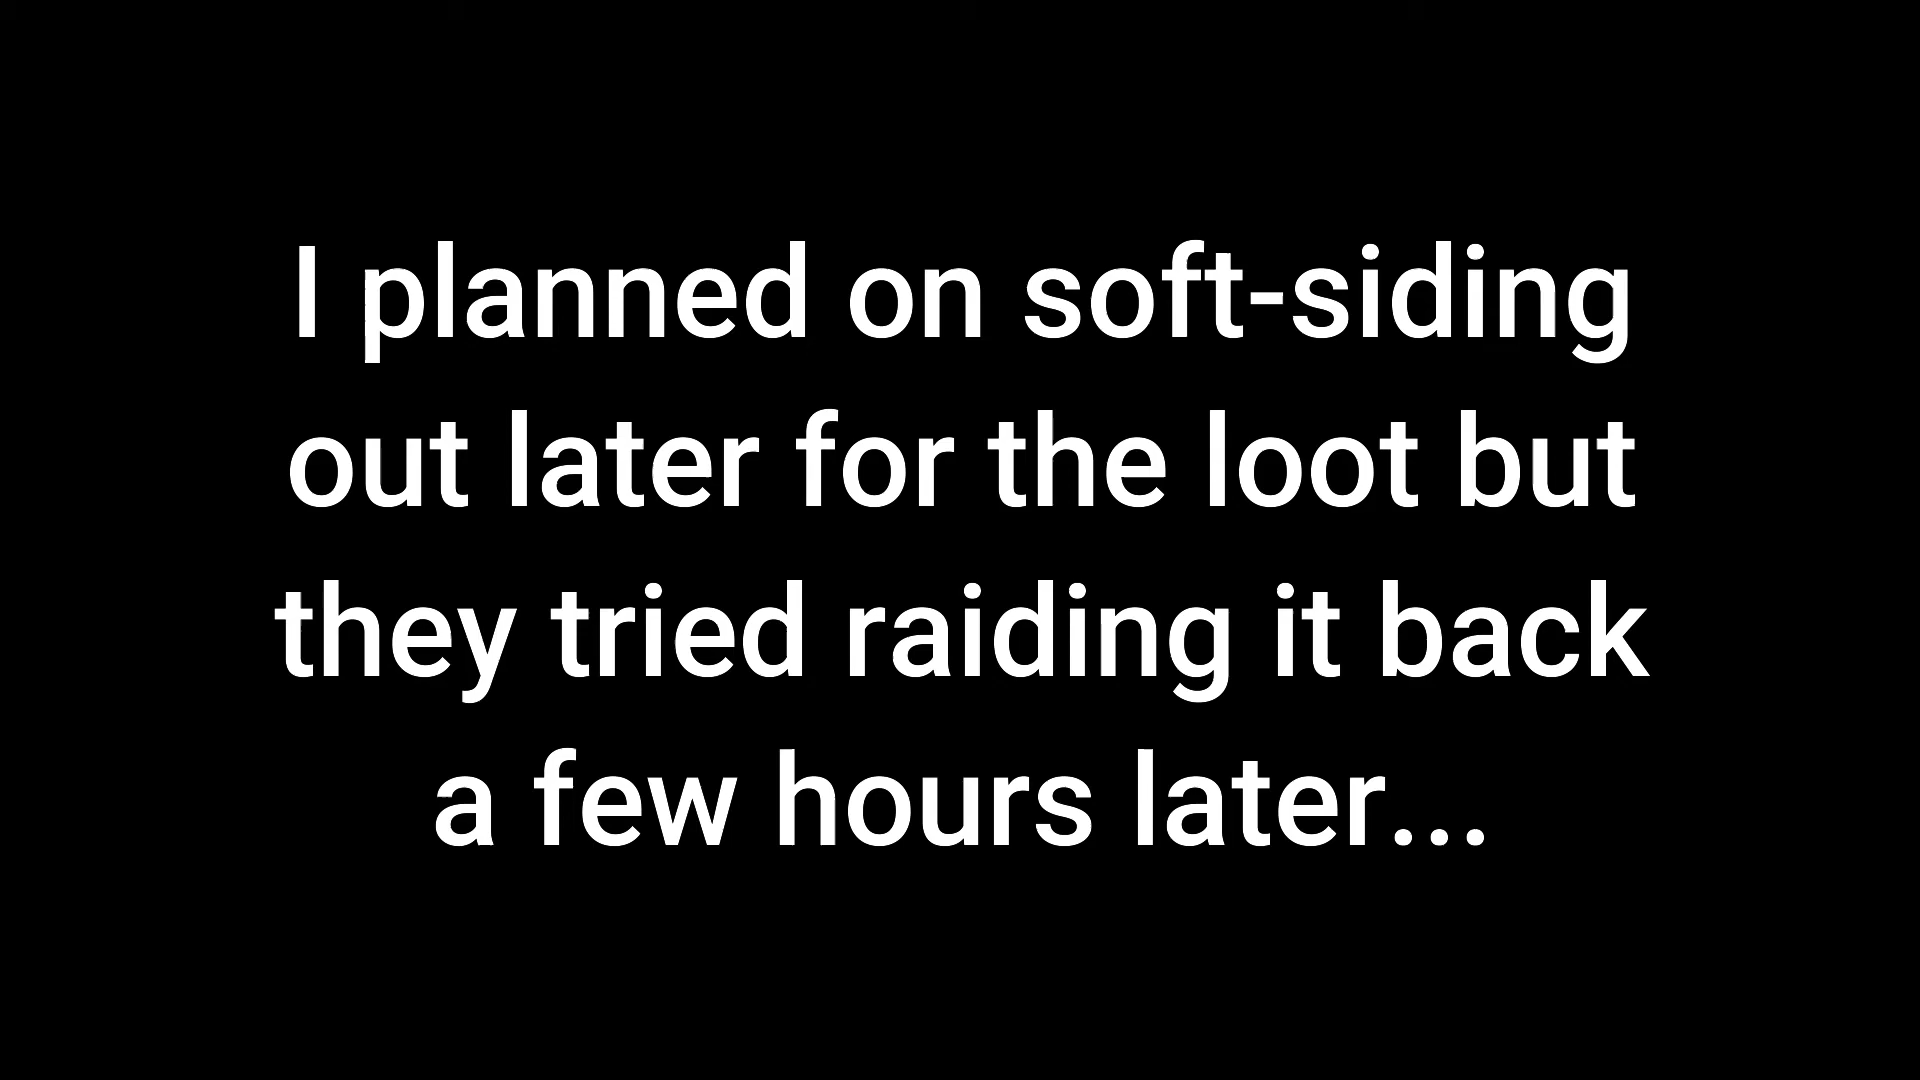 I planned on soft-siding
out later for the loot but
they tried raiding it back
a few hours later...